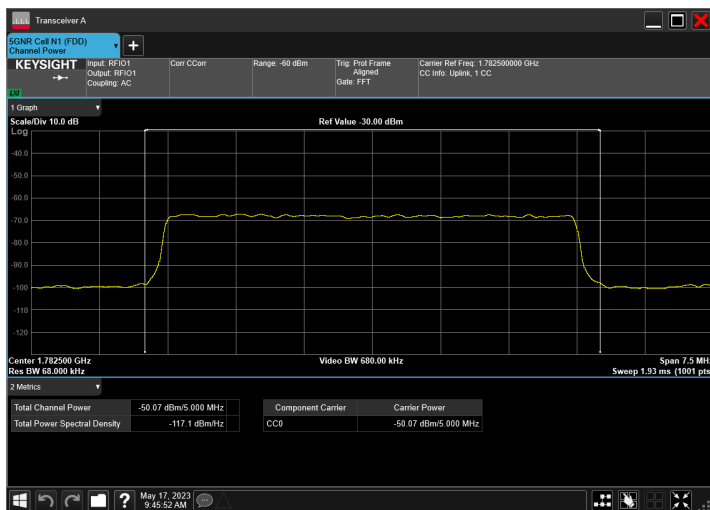 Transceiver A
5GNR Cell N1 (FDD)
Channel Power
KEYSIGHT
LXI
Input: RFIO1
Output: RFIO1
Coupling: AC
Corr CCorr
Range: -60 dBm
Trig: Prot Frame
Aligned
Gate: FFT
Carrier Ref Freq: 1.782500000 GHz
CC Info: Uplink, 1 CC
1 Graph
Scale/Div 10.0 dB
Ref Value -30.00 dBm
Log
-40.0
-50.0
-60.0
-70.0
-80.0
-90.0
-100
-110
-120
Center 1.782500 GHz
Video BW 680.00 kHz
Span 7.5 MHz
Res BW 68.000 kHz
Sweep 1.93 ms (1001 pts
2 Metrics
Total Channel Power -50.07 dBm/5.000 MHz
Total Power Spectral Density -117.1 dBm/Hz
Component Carrier Carrier Power
CC0 -50.07 dBm/5.000 MHz
?
May 17, 2023
9:45:52 AM